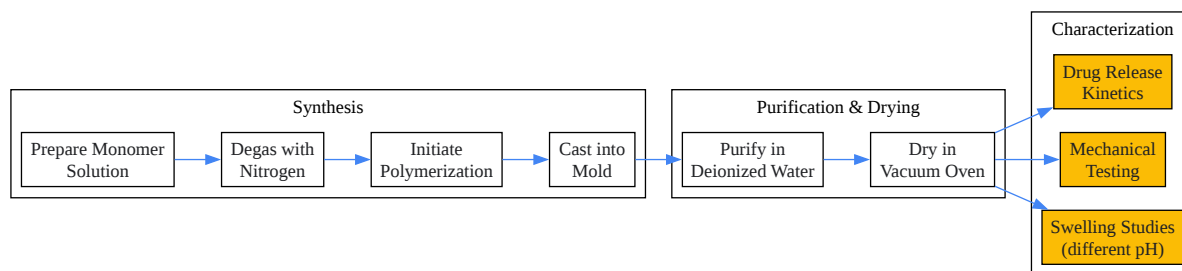 Synthesis
Prepare Monomer
Solution
Degas with
Nitrogen
Initiate
Polymerization
Cast into
Mold
Purification & Drying
Purify in
Deionized Water
Dry in
Vacuum Oven
Characterization
Drug Release
Kinetics
Mechanical
Testing
Swelling Studies
(different pH)